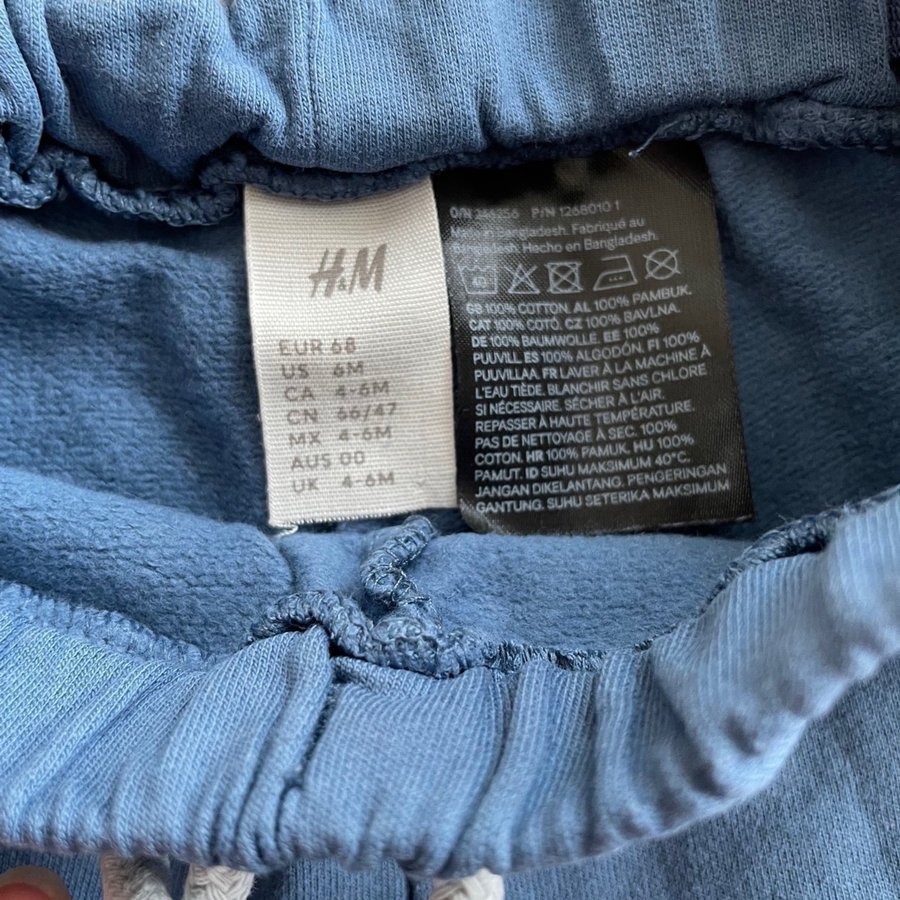 H&M
EUR 68
US 6M
CA 4-6M
CN 66/47
MX 4-6M
AUS 00
UK 4-6M
O/N P/N 1268010 1
Made in Bangladesh. Fabriqué au
Bangladesh Hecho en Bangladesh.
GB 100% COTTON. AL 100% PAMBUK.
CAT 100% COTÓ. CZ 100% BAVLNA.
DE 100% BAUMWOLLE. EE 100%
PUUVILL. ES 100% ALGODÓN. FI 100%
PUUVILLAA. FR LAVER À LA MACHINE À
L'EAU TIÈDE. BLANCHIR SANS CHLORE
SI NÉCESSAIRE. SÉCHER À L'AIR.
REPASSER À HAUTE TEMPÉRATURE.
PAS DE NETTOYAGE À SEC. 100%
COTON. HR 100% PAMUK. HU 100%
PAMUT. ID SUHU MAKSIMUM 40°C.
JANGAN DIKELANTANG. PENGERINGAN
GANTUNG. SUHU SETERIKA MAKSIMUM